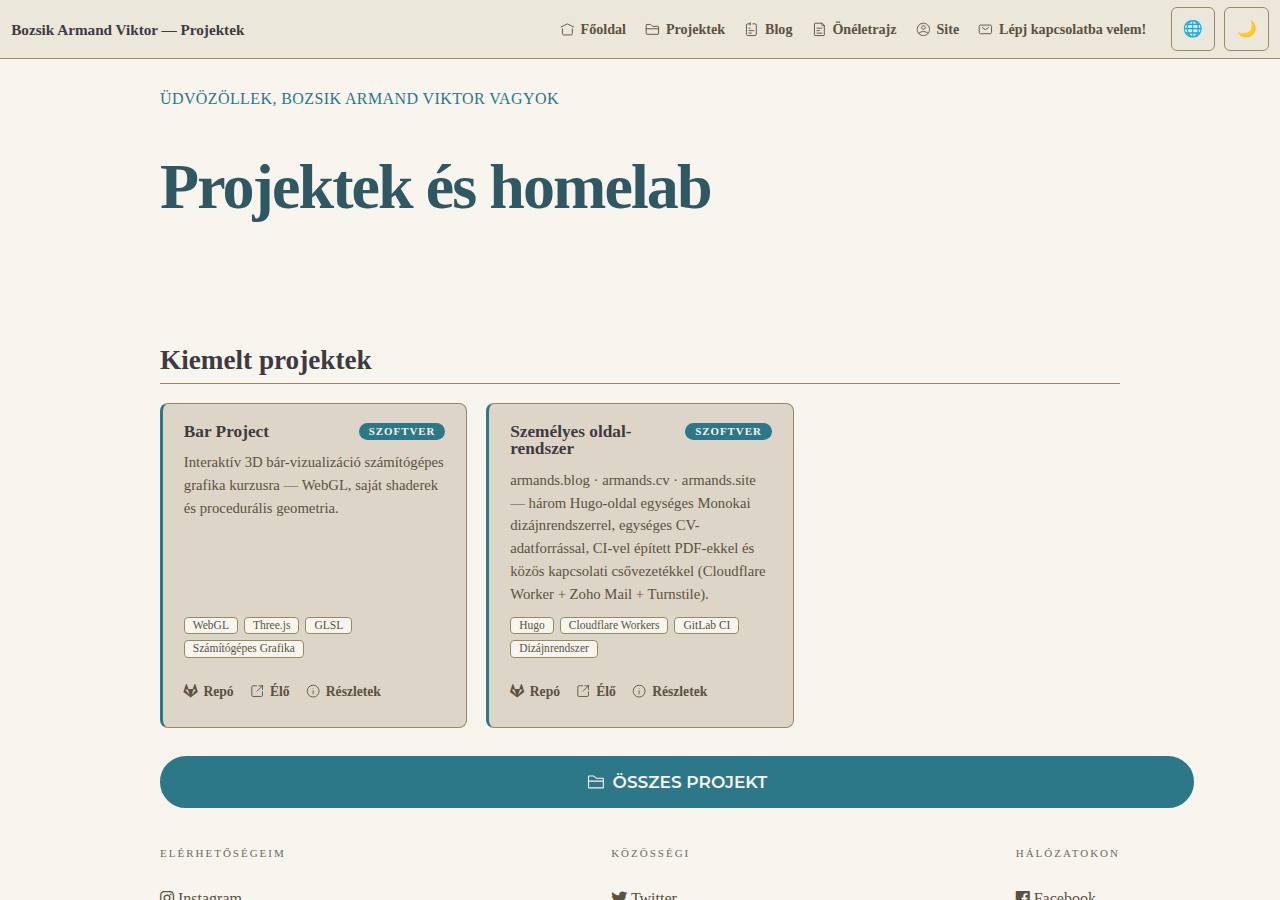 Bozsik Armand Viktor — Projektek
Főoldal
Projektek
Blog
Önéletrajz
Site
Lépj kapcsolatba velem!
ÜDVÖZÖLLEK, BOZSIK ARMAND VIKTOR VAGYOK
Projektek és homelab
Kiemelt projektek
Bar Project
SZOFTVER
Interaktív 3D bár-vizualizáció számítógépes
grafika kurzusra — WebGL, saját shaderek
és procedurális geometria.
WebGL
Three.js
GLSL
Számítógépes Grafika
Repó
Élő
Részletek
Személyes oldal-
rendszer
SZOFTVER
armands.blog · armands.cv · armands.site
— három Hugo-oldal egységes Monokai
dizájnrendszerrel, egységes CV-
adatforrással, CI-vel épített PDF-ekkel és
közös kapcsolati csővezetékkel (Cloudflare
Worker + Zoho Mail + Turnstile).
Hugo
Cloudflare Workers
GitLab CI
Dizájnrendszer
Repó
Élő
Részletek
ÖSSZES PROJEKT
ELÉRHETŐSÉGEIM
KÖZÖSSÉGI
HÁLÓZATOKON
Instagram
Twitter
Facebook